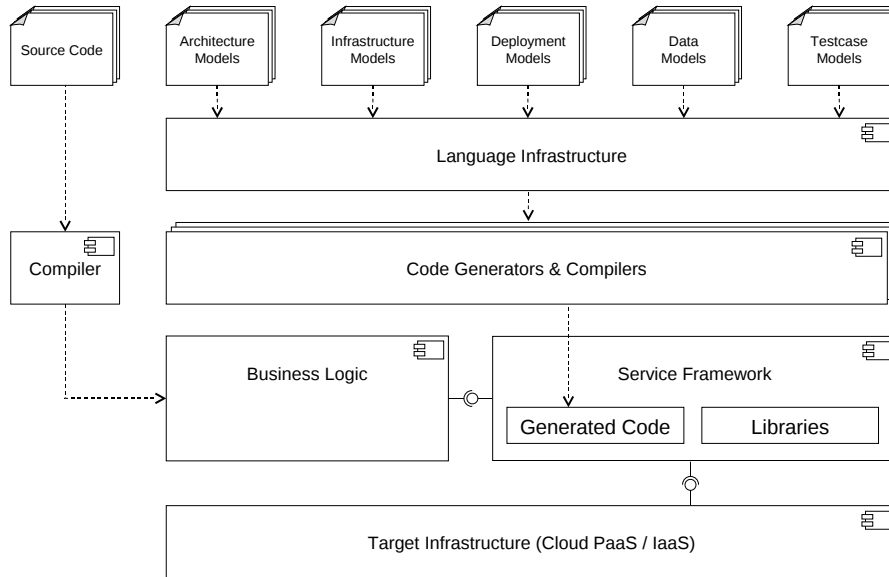 Source Code
Architecture
Models
Infrastructure
Models
Deployment
Models
Data
Models
Testcase
Models
Language Infrastructure
Compiler
Code Generators & Compilers
Business Logic
Service Framework
Generated Code
Libraries
Target Infrastructure (Cloud PaaS / IaaS)